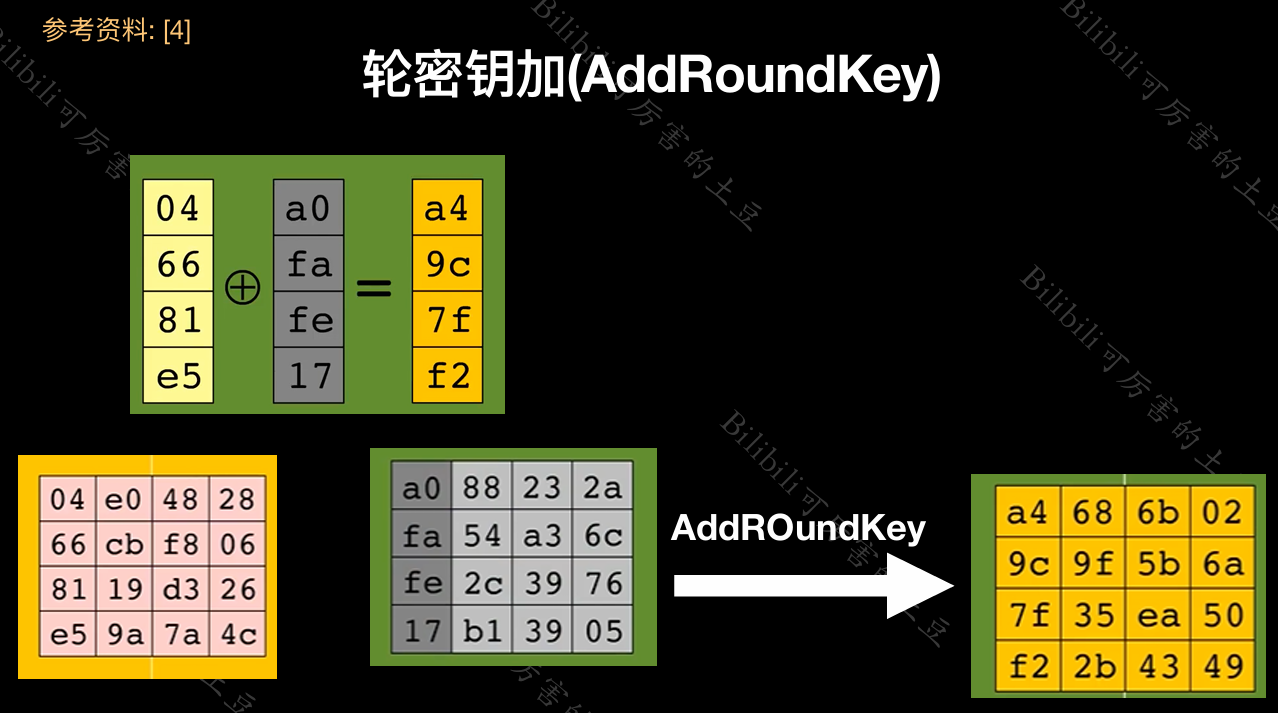 参考资料: [4]
轮密钥加(AddRoundKey)
04 a0 a4
66 fa 9c
⊕ =
81 fe 7f
e5 17 f2
04 e0 48 28
66 cb f8 06
81 19 d3 26
e5 9a 7a 4c
a0 88 23 2a
fa 54 a3 6c
fe 2c 39 76
17 b1 39 05
AddROundKey
a4 68 6b 02
9c 9f 5b 6a
7f 35 ea 50
f2 2b 43 49
Bilibili可厉害的土豆
Bilibili可厉害的土豆
Bilibili可厉害的土豆
Bilibili可厉害的土豆
Bilibili可厉害的土豆